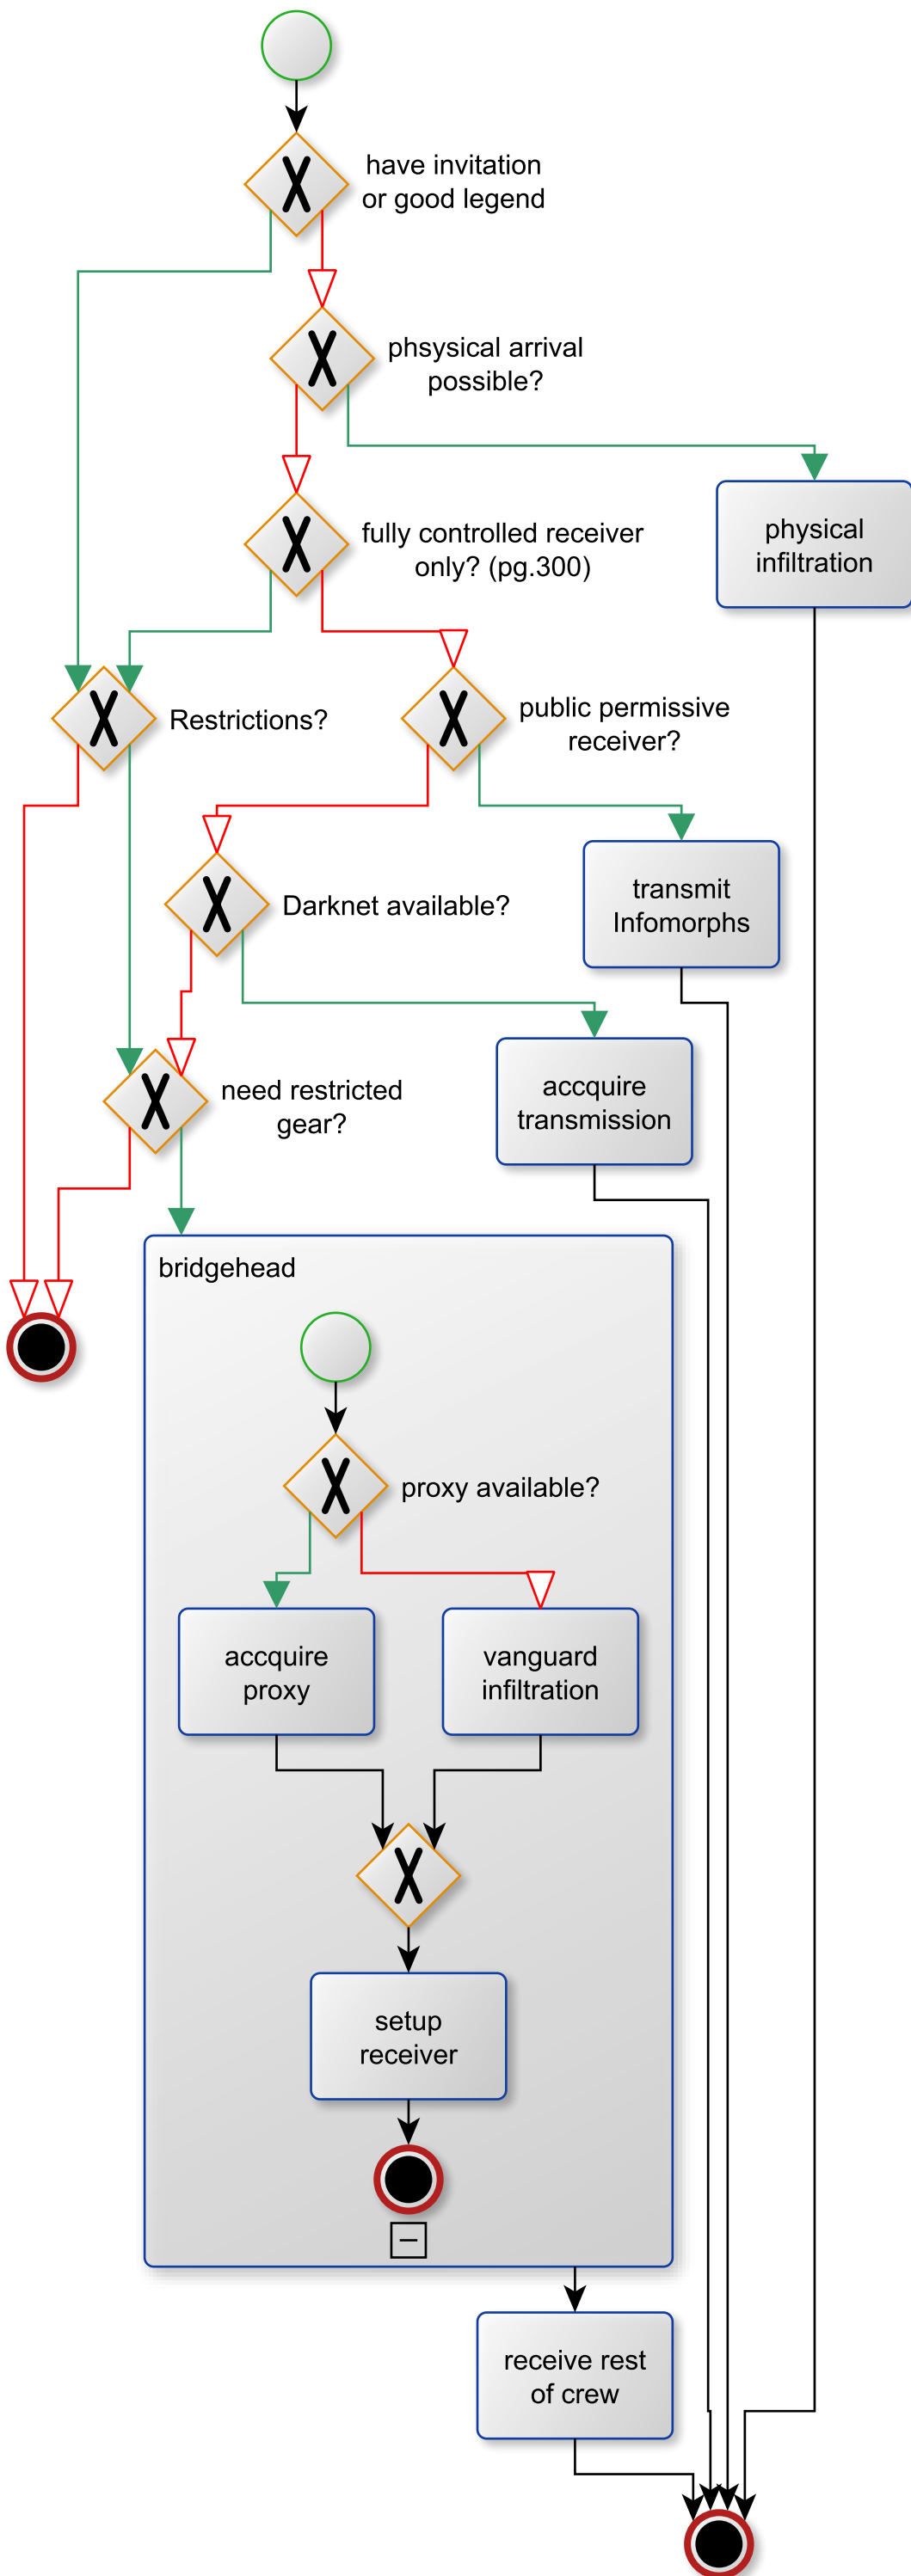 have invitation
or good legend
phsysical arrival
possible?
fully controlled receiver
only? (pg.300)
physical
infiltration
Restrictions?
public permissive
receiver?
transmit
Infomorphs
Darknet available?
accquire
transmission
need restricted
gear?
bridgehead
proxy available?
accquire
proxy
vanguard
infiltration
setup
receiver
receive rest
of crew